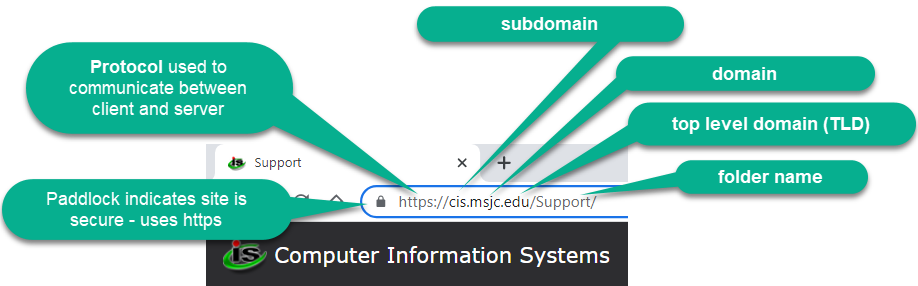 subdomain
Protocol used to
communicate between
client and server
domain
top level domain (TLD)
Support
folder name
Paddlock indicates site is
secure - uses https
https://cis.msjc.edu/Support/
is
Computer Information Systems